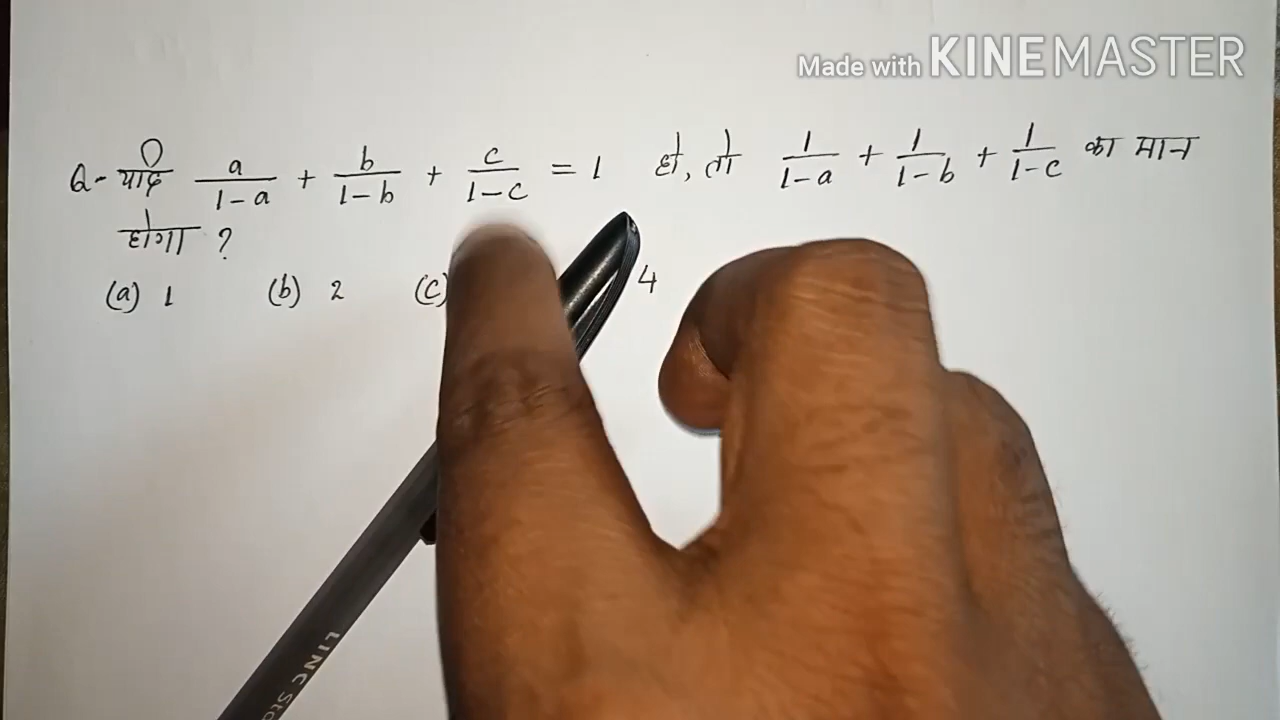 Made with KINEMASTER
Q- यदि a/1-a + b/1-b + c/1-c = 1 हो, तो 1/1-a + 1/1-b + 1/1-c का मान
होगा ?
(a) 1 (b) 2 (c) 4
LINC